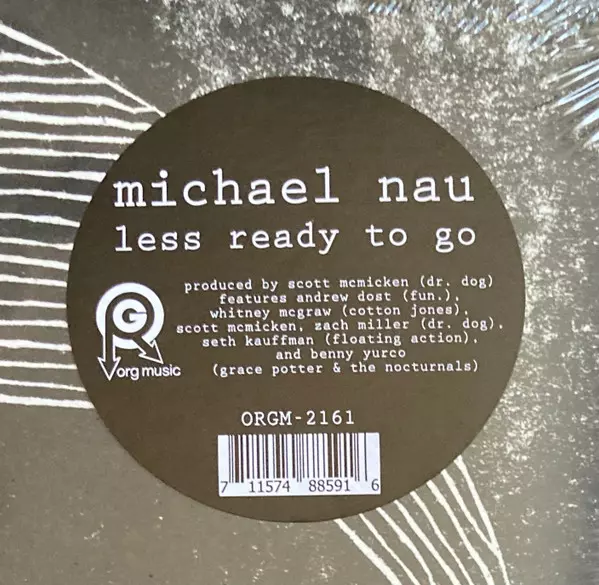 michael nau
less ready to go
produced by scott mcmicken (dr. dog)
features andrew dost (fun.),
whitney mcgraw (cotton jones),
scott mcmicken, zach miller (dr. dog),
seth kauffman (floating action),
and benny yurco
(grace potter & the nocturnals)
G
org music
ORGM-2161
7 11574 88591 6